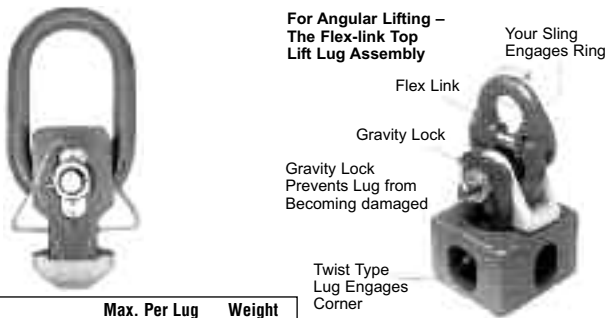 For Angular Lifting –
The Flex-link Top
Lift Lug Assembly
Your Sling
Engages Ring
Flex Link
Gravity Lock
Gravity Lock
Prevents Lug from
Becoming damaged
Twist Type
Lug Engages
Corner
Max. Per Lug Weight